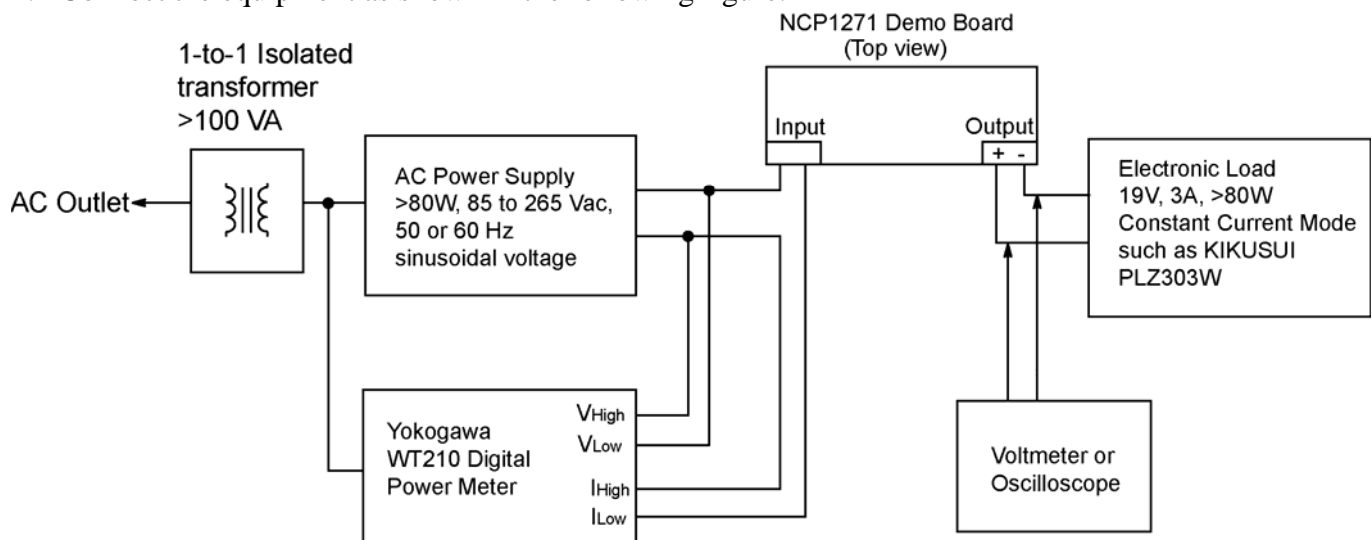 NCP1271 Demo Board
(Top view)
1-to-1 Isolated
transformer
>100 VA
Input
Output
+ -
AC Outlet
AC Power Supply
>80W, 85 to 265 Vac,
50 or 60 Hz
sinusoidal voltage
Electronic Load
19V, 3A, >80W
Constant Current Mode
such as KIKUSUI
PLZ303W
Yokogawa
WT210 Digital
Power Meter
VHigh
VLow
IHigh
ILow
Voltmeter or
Oscilloscope